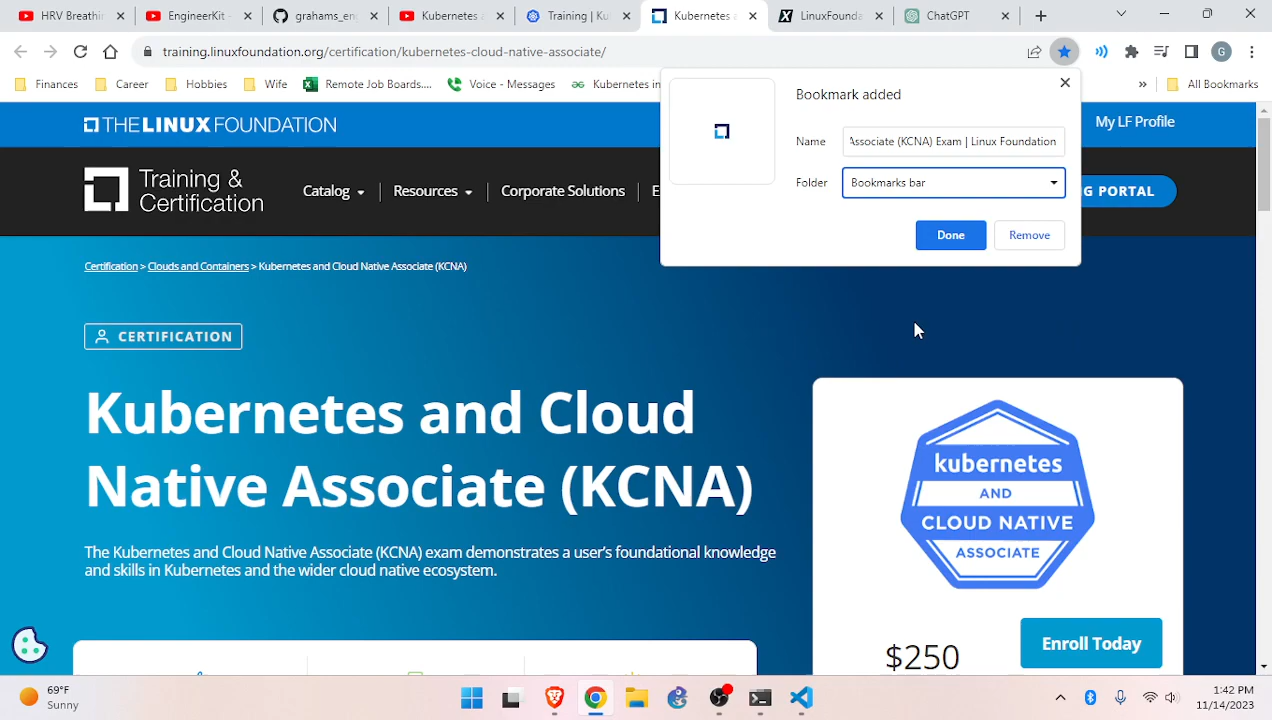 HRV Breathi
EngineerKit -
grahams_en
Kubernetes a
Training | Ku
Kubernetes a
LinuxFounda
ChatGPT
training.linuxfoundation.org/certification/kubernetes-cloud-native-associate/
G
Finances
Career
Hobbies
Wife
Remote Job Boards....
Voice - Messages
Kubernetes in
»
All Bookmarks
Bookmark added
Name
Associate (KCNA) Exam | Linux Foundation
Folder
Bookmarks bar
Done
Remove
THE LINUX FOUNDATION
My LF Profile
Training &
Certification
Catalog
Resources
Corporate Solutions
E
G PORTAL
Certification > Clouds and Containers > Kubernetes and Cloud Native Associate (KCNA)
CERTIFICATION
Kubernetes and Cloud
Native Associate (KCNA)
The Kubernetes and Cloud Native Associate (KCNA) exam demonstrates a user's foundational knowledge
and skills in Kubernetes and the wider cloud native ecosystem.
kubernetes
AND
CLOUD NATIVE
ASSOCIATE
$250
Enroll Today
69°F
Sunny
1:42 PM
11/14/2023